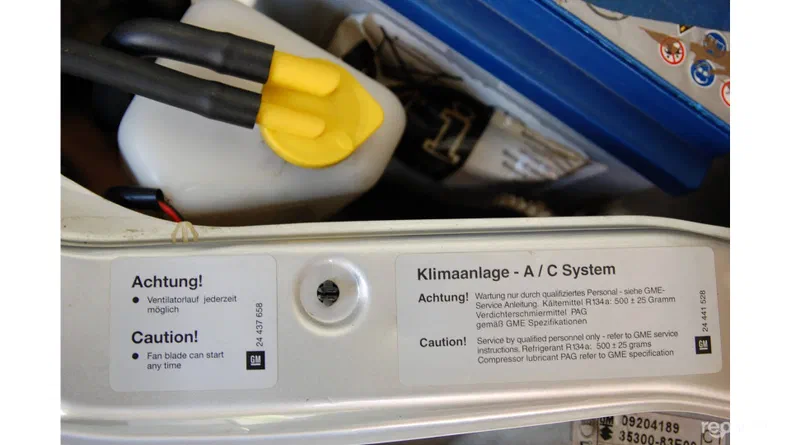 Achtung!
● Ventilatorlauf jederzeit
möglich
Caution!
● Fan blade can start
any time
24 437 658
GM
Klimaanlage - A / C System
Achtung! Wartung nur durch qualifiziertes Personal - siehe GME-
Service Anleitung. Kältemittel R134a: 500 ± 25 Gramm
Verdichterschmiermittel PAG
gemäß GME Spezifikationen
Caution! Service by qualified personnel only - refer to GME service
instructions. Refrigerant R134a: 500 ± 25 grams
Compressor lubricant PAG refer to GME specification
24 441 528
GM
09204189